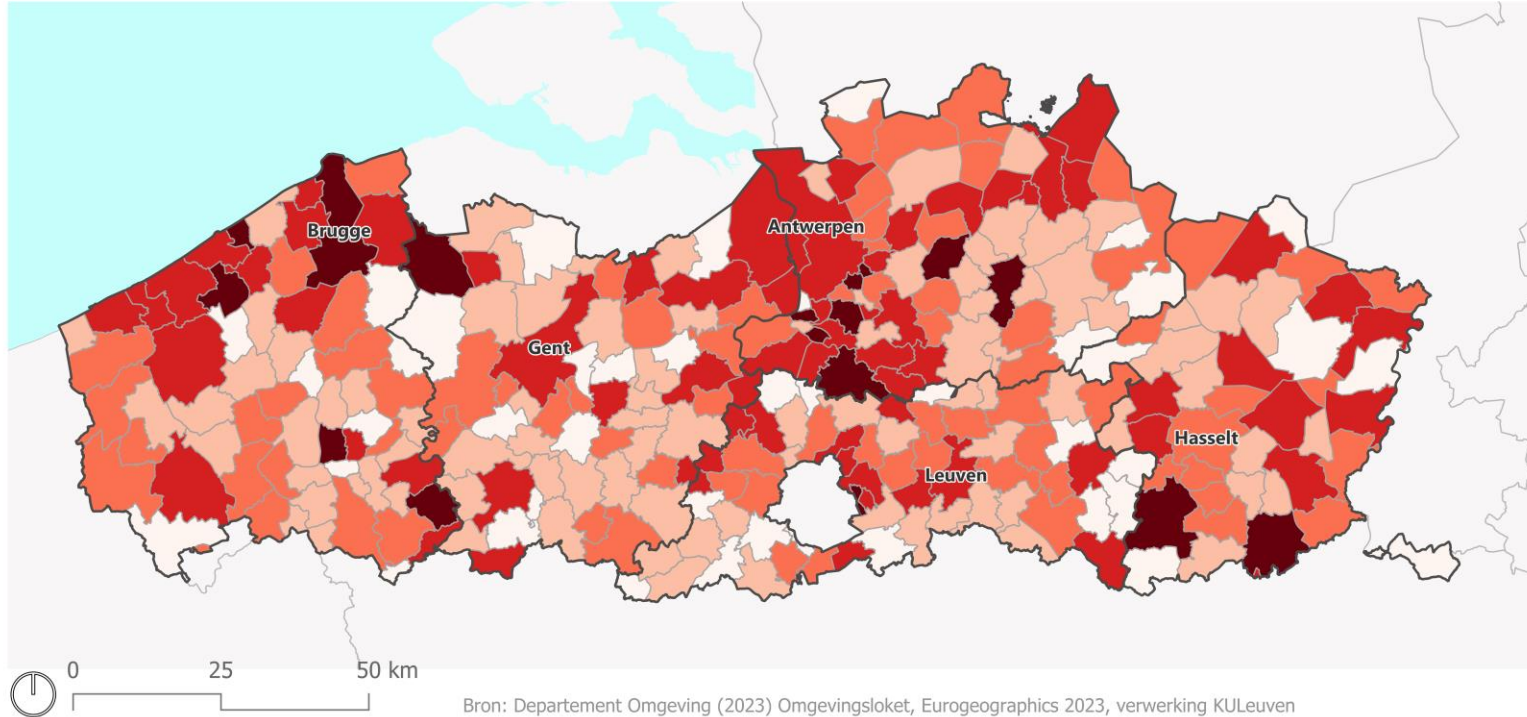 Brugge
Antwerpen
Gent
Hasselt
Leuven
0 25 50 km
Bron: Departement Omgeving (2023) Omgevingsloket, Eurogeographics 2023, verwerking KULeuven